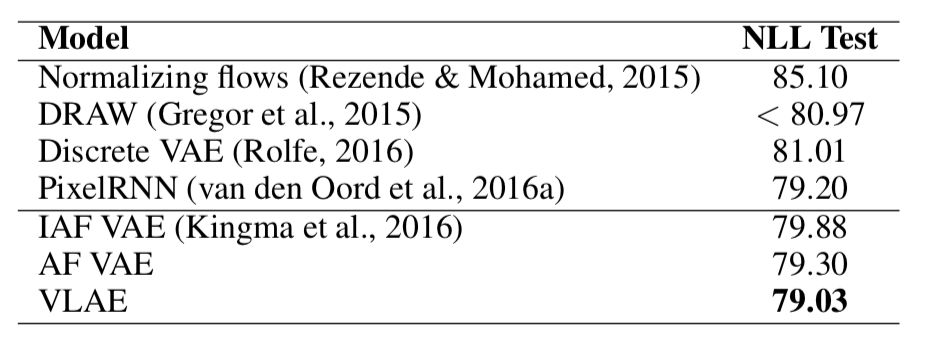 Model NLL Test
Normalizing flows (Rezende & Mohamed, 2015) 85.10
DRAW (Gregor et al., 2015) < 80.97
Discrete VAE (Rolfe, 2016) 81.01
PixelRNN (van den Oord et al., 2016a) 79.20
IAF VAE (Kingma et al., 2016) 79.88
AF VAE 79.30
VLAE 79.03